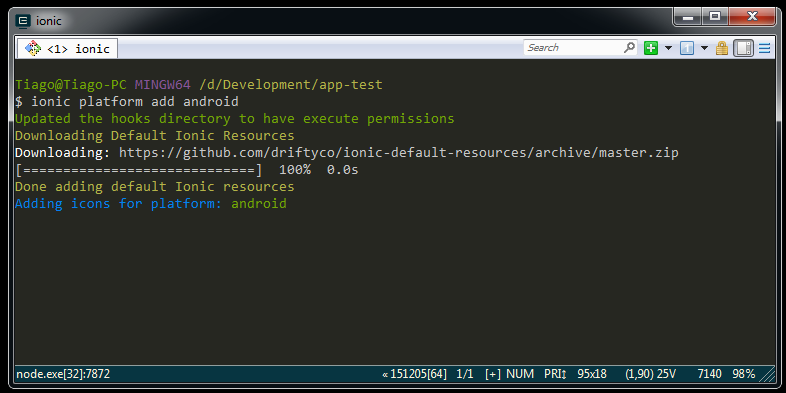 ionic
<1> ionic
Search
Tiago@Tiago-PC MINGW64 /d/Development/app-test
$ ionic platform add android
Updated the hooks directory to have execute permissions
Downloading Default Ionic Resources
Downloading: https://github.com/driftyco/ionic-default-resources/archive/master.zip
[=============================] 100% 0.0s
Done adding default Ionic resources
Adding icons for platform: android
node.exe[32]:7872 «151205[64] 1/1 [+] NUM PRI↕ 95x18 (1,90) 25V 7140 98%